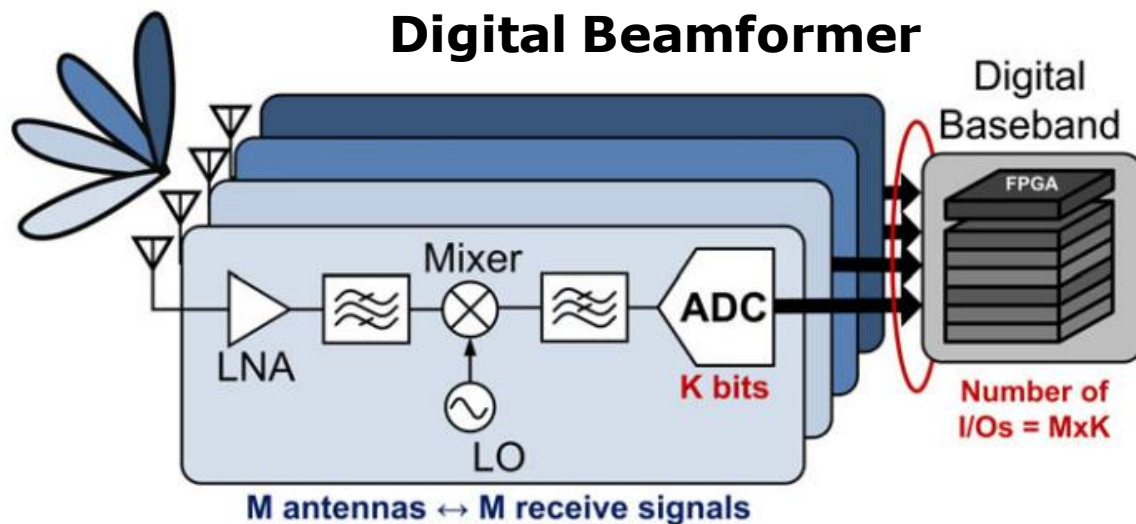 Digital Beamformer
Digital
Baseband
FPGA
Mixer
ADC
LNA
K bits
LO
Number of
I/Os = MxK
M antennas ↔ M receive signals